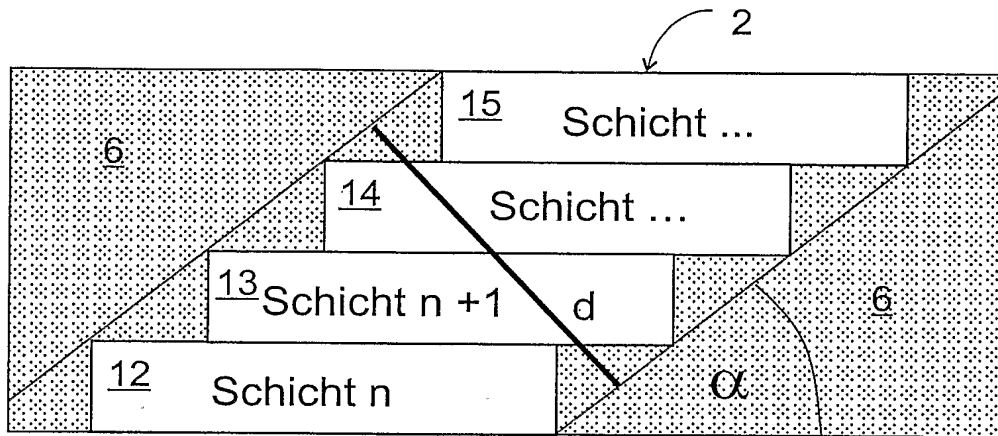 2
15 Schicht ...
6
14 Schicht ...
13 Schicht n +1 d 6
12 Schicht n α